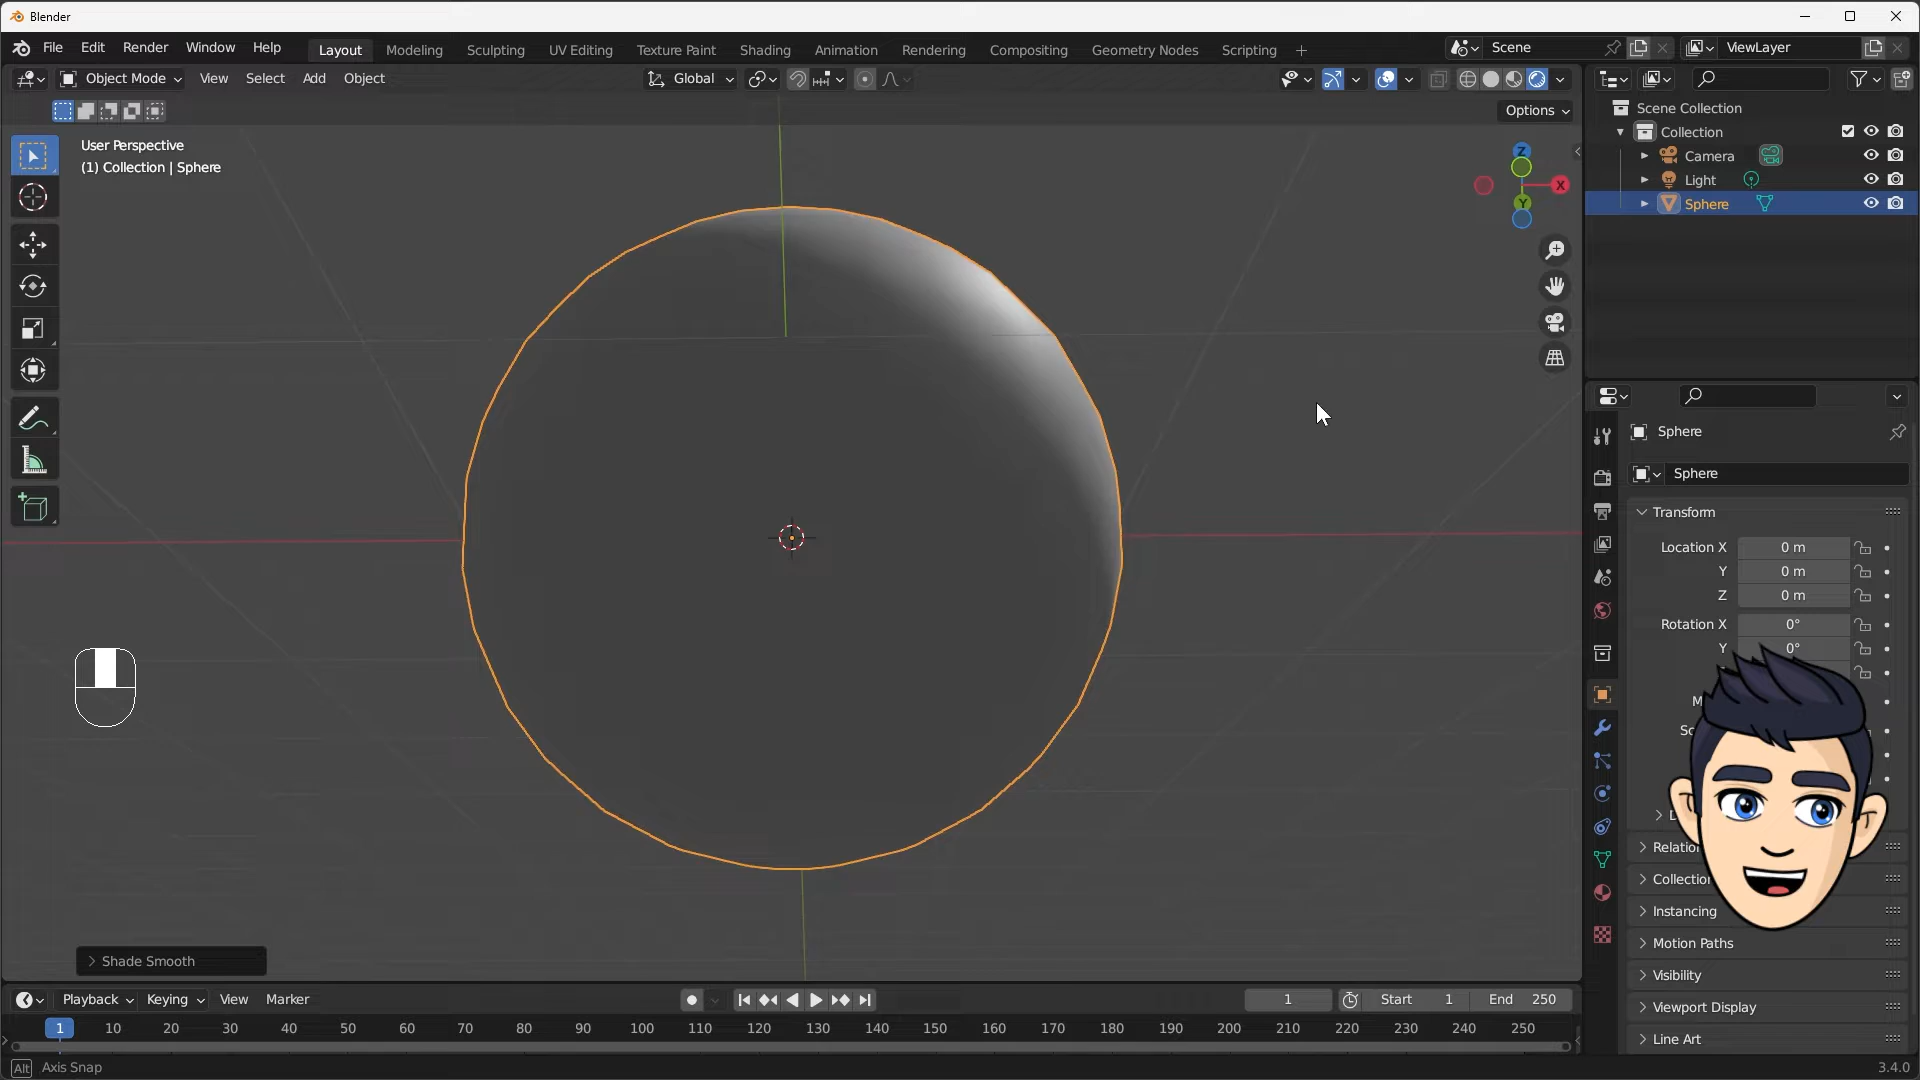 Blender
File Edit Render Window Help
Layout Modeling Sculpting UV Editing Texture Paint Shading Animation Rendering Compositing Geometry Nodes Scripting +
Scene
ViewLayer
Object Mode View Select Add Object
Global
Options
User Perspective
(1) Collection | Sphere
Z
X
Y
Scene Collection
Collection
Camera
Light
Sphere
Sphere
Sphere
Transform
Location X 0 m
Y 0 m
Z 0 m
Rotation X 0°
Y 0°
M
Sc
Relatio
Collectio
Instancing
Motion Paths
Visibility
Viewport Display
Line Art
Shade Smooth
Playback Keying View Marker
1
Start 1
End 250
1 10 20 30 40 50 60 70 80 90 100 110 120 130 140 150 160 170 180 190 200 210 220 230 240 250
Alt Axis Snap
3.4.0